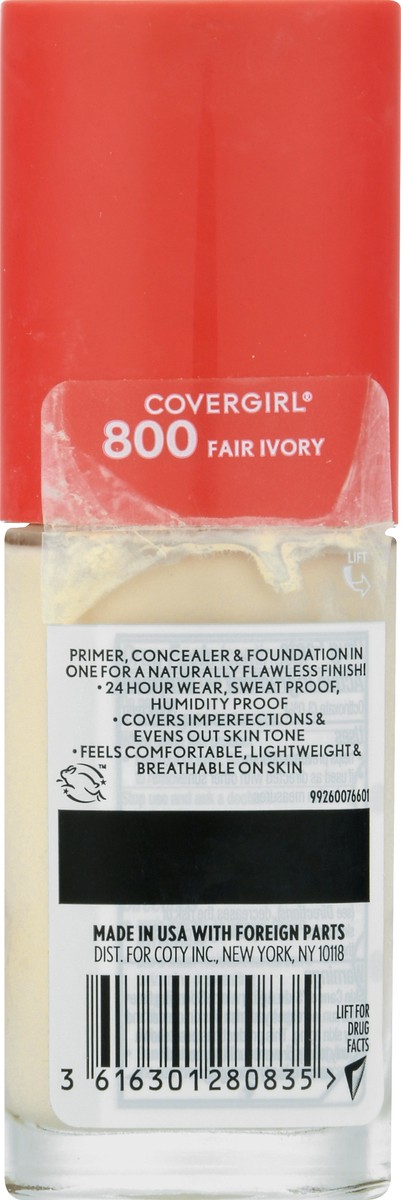 COVERGIRL®
800 FAIR IVORY
LIFT
PRIMER, CONCEALER & FOUNDATION IN
ONE FOR A NATURALLY FLAWLESS FINISH!
• 24 HOUR WEAR, SWEAT PROOF,
HUMIDITY PROOF
• COVERS IMPERFECTIONS &
EVENS OUT SKIN TONE
• FEELS COMFORTABLE, LIGHTWEIGHT &
BREATHABLE ON SKIN
TM
99260076601
MADE IN USA WITH FOREIGN PARTS
DIST. FOR COTY INC., NEW YORK, NY 10118
LIFT FOR
DRUG
FACTS
3 616301 280835 >